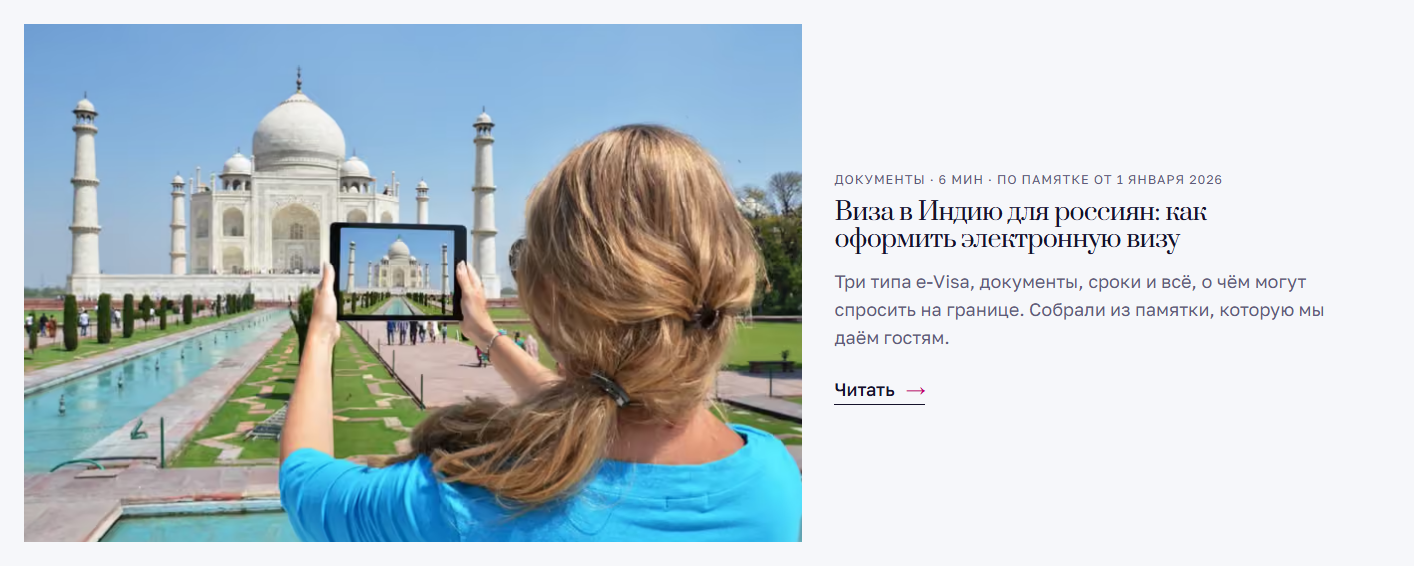 ДОКУМЕНТЫ · 6 МИН · ПО ПАМЯТКЕ ОТ 1 ЯНВАРЯ 2026
Виза в Индию для россиян: как
оформить электронную визу
Три типа e-Visa, документы, сроки и всё, о чём могут
спросить на границе. Собрали из памятки, которую мы
даём гостям.
Читать →